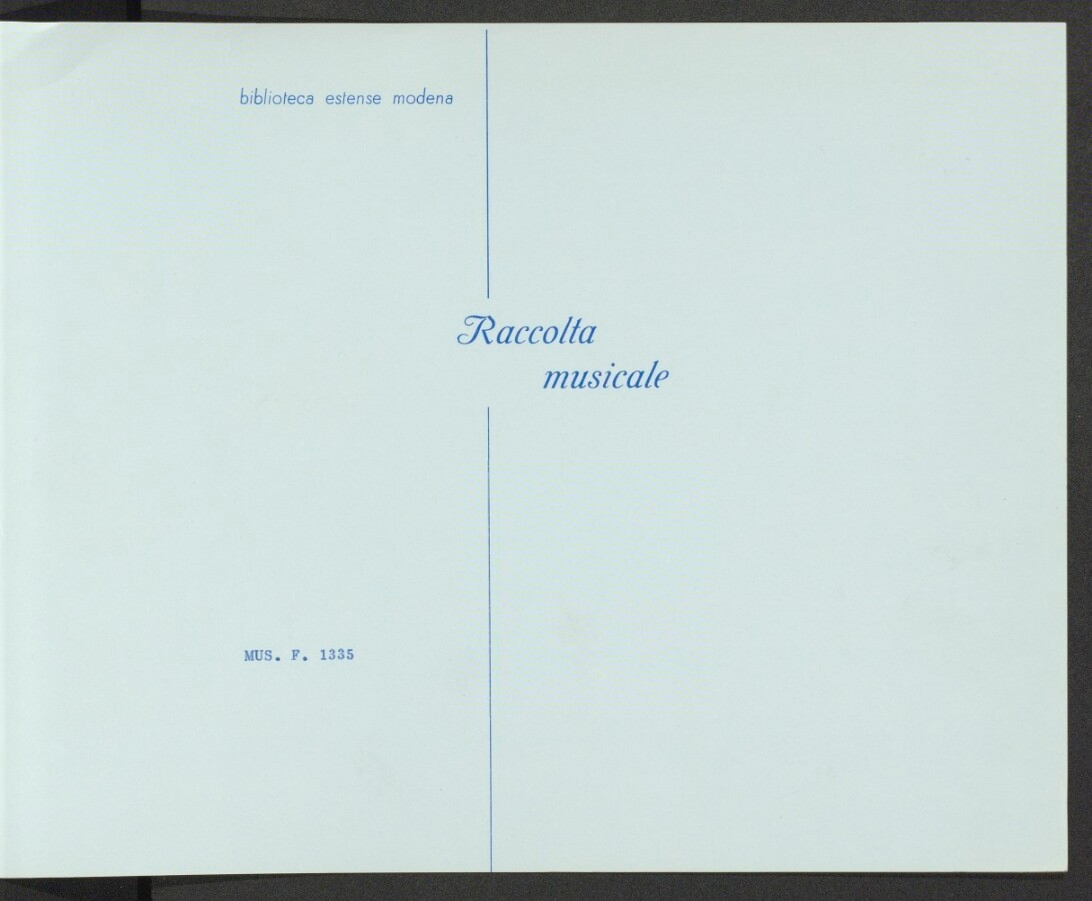 biblioteca estense modena
Raccolta
musicale
MUS. F. 1335